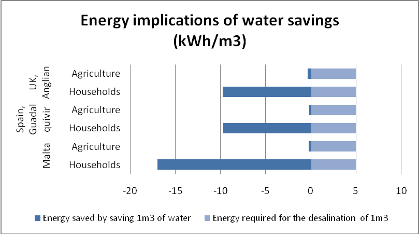 Energy implications of water savings
(kWh/m3)
UK,
Anglian
Agriculture
Households
Spain,
Guadal
quivir
Agriculture
Households
Malta
Agriculture
Households
-20 -15 -10 -5 0 5 10
Energy saved by saving 1m3 of water Energy required for the desalination of 1m3